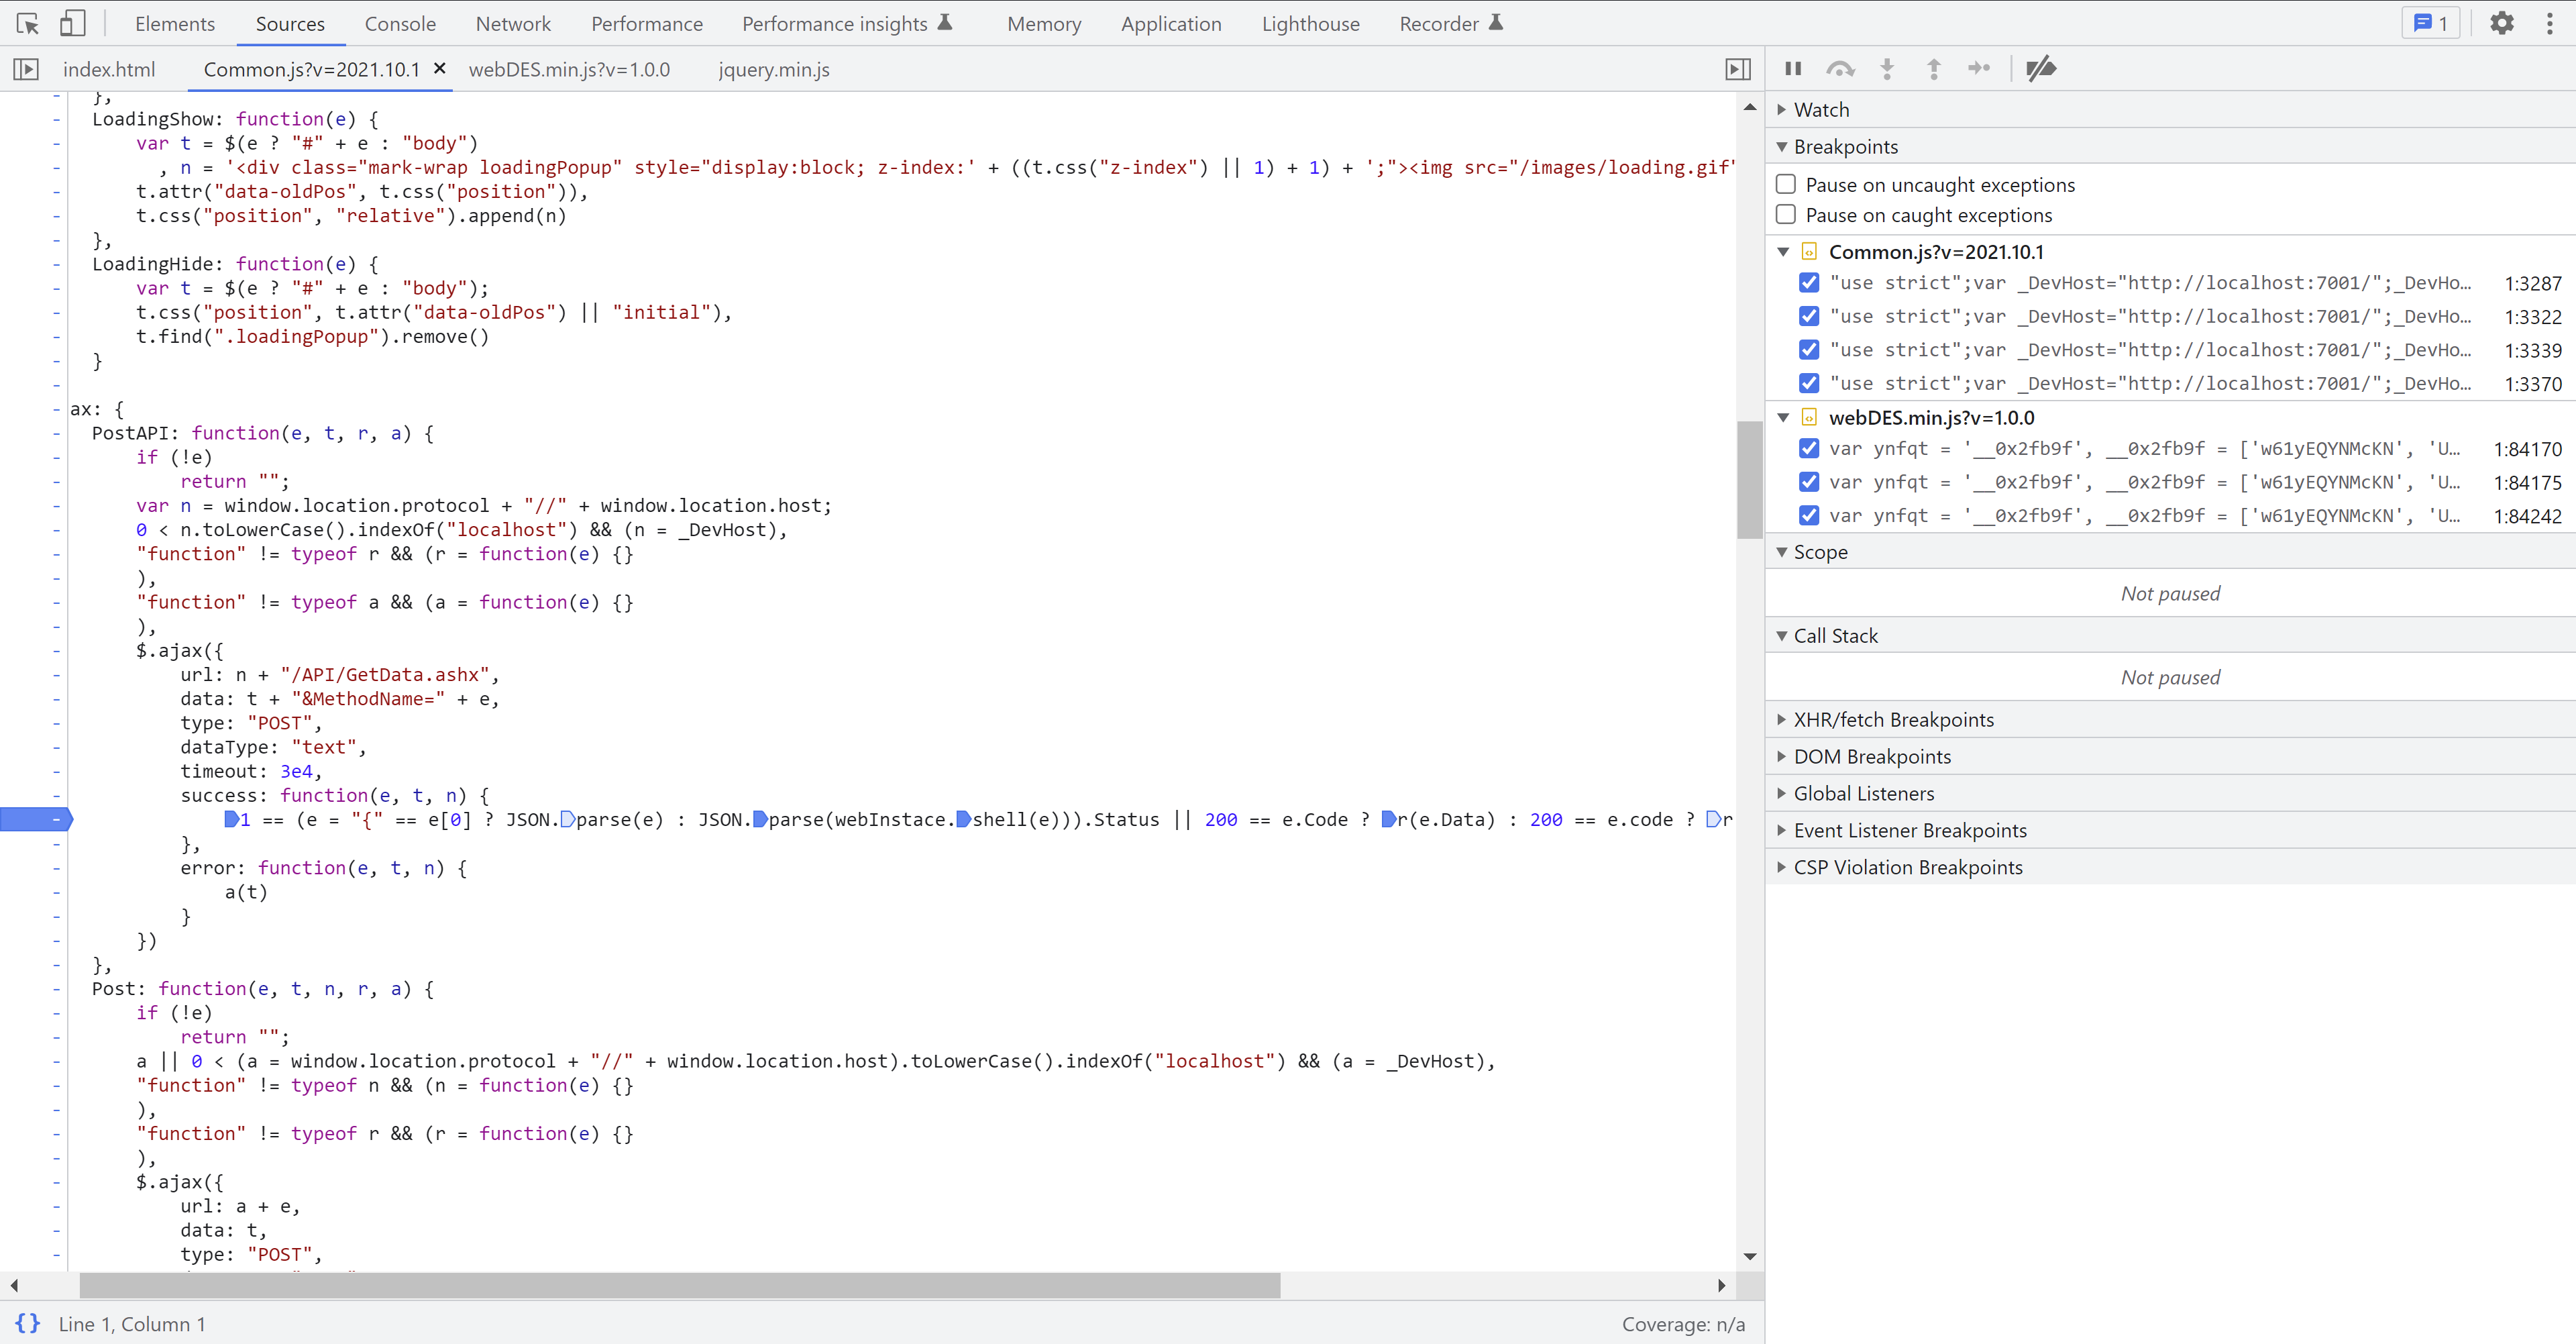 Elements Sources Console Network Performance Performance insights Memory Application Lighthouse Recorder 1
index.html Common.js?v=2021.10.1 × webDES.min.js?v=1.0.0 jquery.min.js
- },
- LoadingShow: function(e) {
- var t = $(e ? "#" + e : "body")
- , n = '<div class="mark-wrap loadingPopup" style="display:block; z-index:' + ((t.css("z-index") || 1) + 1) + ';"><img src="/images/loading.gif"
- t.attr("data-oldPos", t.css("position")),
- t.css("position", "relative").append(n)
- },
- LoadingHide: function(e) {
- var t = $(e ? "#" + e : "body");
- t.css("position", t.attr("data-oldPos") || "initial"),
- t.find(".loadingPopup").remove()
- }
-
- ax: {
- PostAPI: function(e, t, r, a) {
- if (!e)
- return "";
- var n = window.location.protocol + "//" + window.location.host;
- 0 < n.toLowerCase().indexOf("localhost") && (n = _DevHost),
- "function" != typeof r && (r = function(e) {}
- ),
- "function" != typeof a && (a = function(e) {}
- ),
- $.ajax({
- url: n + "/API/GetData.ashx",
- data: t + "&MethodName=" + e,
- type: "POST",
- dataType: "text",
- timeout: 3e4,
- success: function(e, t, n) {
- 1 == (e = "{" == e[0] ? JSON.parse(e) : JSON.parse(webInstace.shell(e))).Status || 200 == e.Code ? r(e.Data) : 200 == e.code ? r
- },
- error: function(e, t, n) {
- a(t)
- }
- })
- },
- Post: function(e, t, n, r, a) {
- if (!e)
- return "";
- a || 0 < (a = window.location.protocol + "//" + window.location.host).toLowerCase().indexOf("localhost") && (a = _DevHost),
- "function" != typeof n && (n = function(e) {}
- ),
- "function" != typeof r && (r = function(e) {}
- ),
- $.ajax({
- url: a + e,
- data: t,
- type: "POST",
{} Line 1, Column 1 Coverage: n/a
Watch
Breakpoints
Pause on uncaught exceptions
Pause on caught exceptions
Common.js?v=2021.10.1
"use strict";var _DevHost="http://localhost:7001/";_DevHo… 1:3287
"use strict";var _DevHost="http://localhost:7001/";_DevHo… 1:3322
"use strict";var _DevHost="http://localhost:7001/";_DevHo… 1:3339
"use strict";var _DevHost="http://localhost:7001/";_DevHo… 1:3370
webDES.min.js?v=1.0.0
var ynfqt = '__0x2fb9f', __0x2fb9f = ['w61yEQYNMcKN', 'U… 1:84170
var ynfqt = '__0x2fb9f', __0x2fb9f = ['w61yEQYNMcKN', 'U… 1:84175
var ynfqt = '__0x2fb9f', __0x2fb9f = ['w61yEQYNMcKN', 'U… 1:84242
Scope
Not paused
Call Stack
Not paused
XHR/fetch Breakpoints
DOM Breakpoints
Global Listeners
Event Listener Breakpoints
CSP Violation Breakpoints